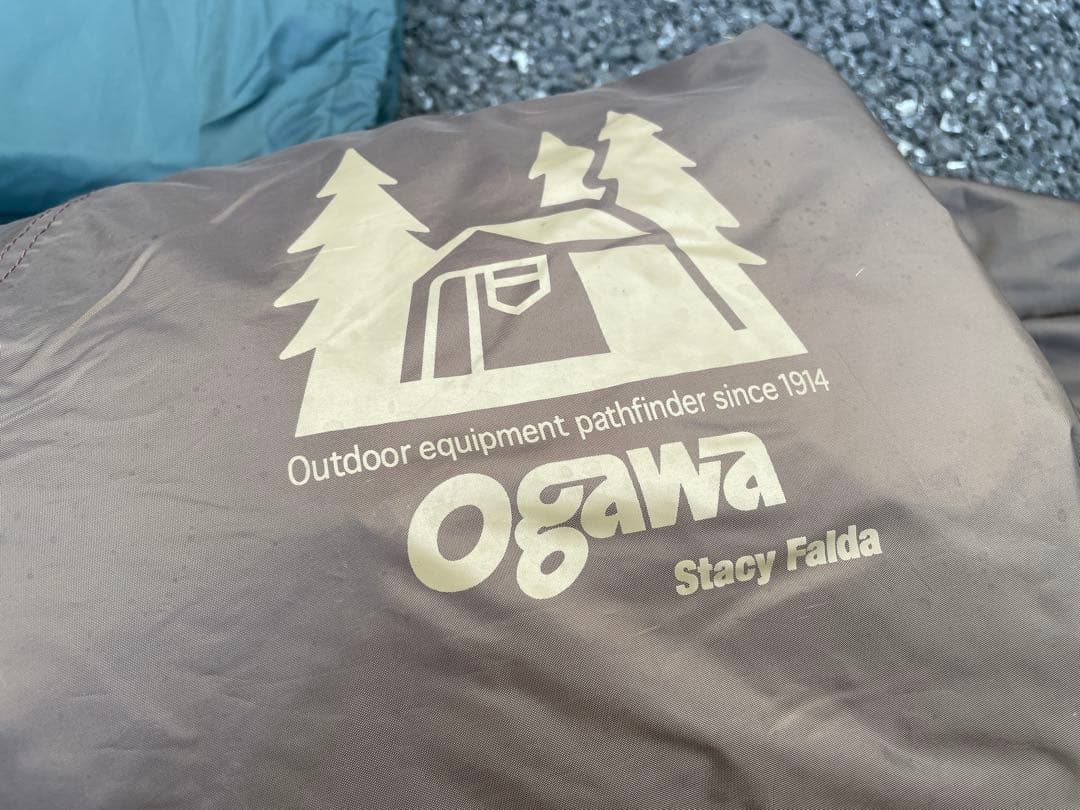 Outdoor equipment pathfinder since 1914
Ogawa
Stacy Falda